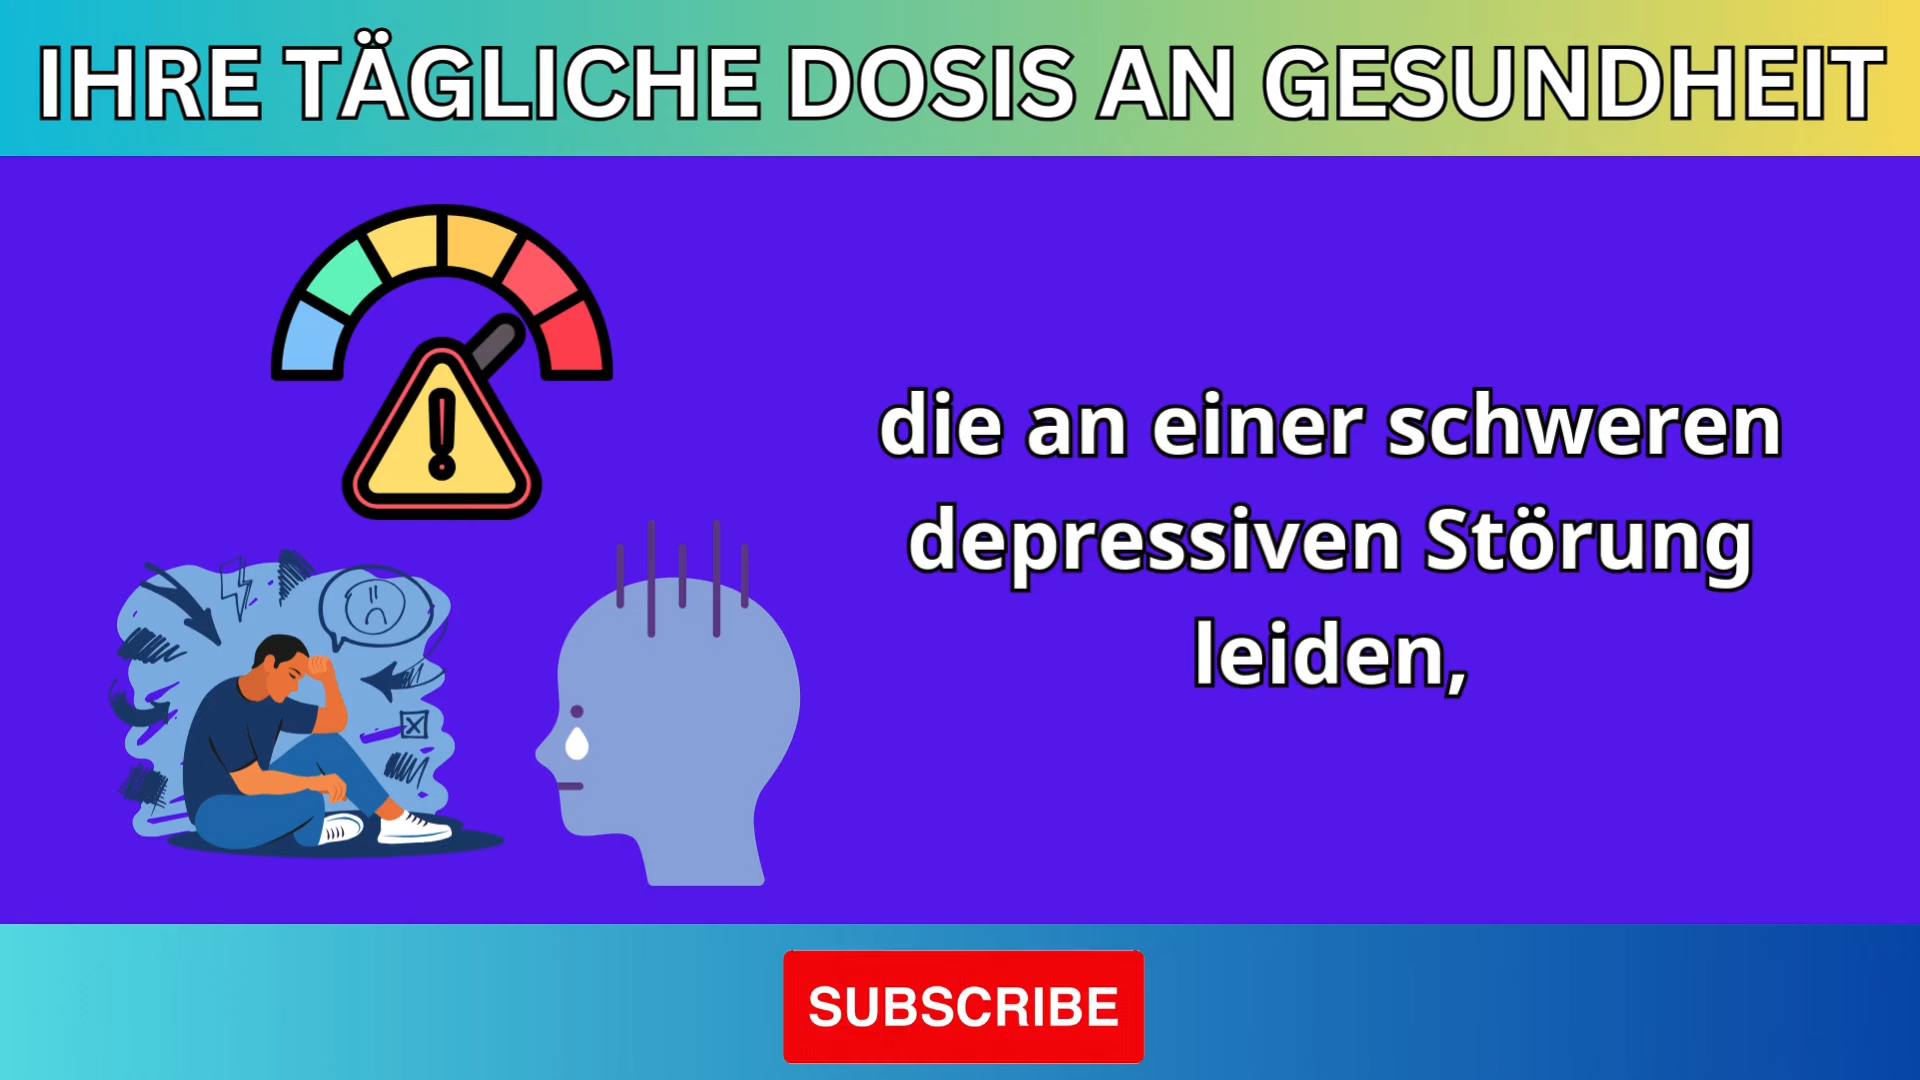 IHRE TÄGLICHE DOSIS AN GESUNDHEIT
die an einer schweren
depressiven Störung
leiden,
SUBSCRIBE